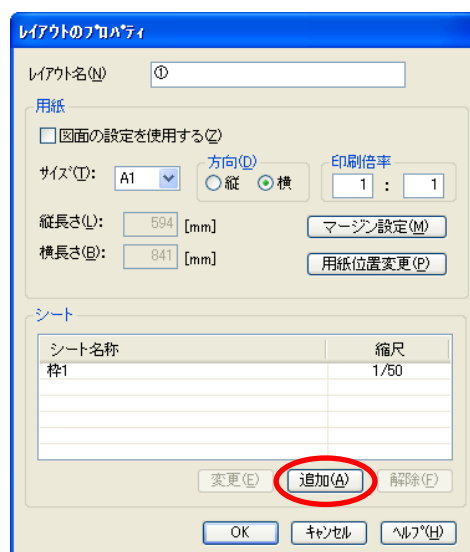 ﾚｲｱｳﾄのﾌﾟﾛﾊﾟﾃｨ
ﾚｲｱｳﾄ名(N) ①
用紙
図面の設定を使用する(Z)
ｻｲｽﾞ(T): A1
方向(D)
縦 横
印刷倍率
1 : 1
縦長さ(L): 594 [mm]
マージン設定(M)
横長さ(B): 841 [mm]
用紙位置変更(P)
シート
シート名称 縮尺
枠1 1/50
変更(E) 追加(A) 解除(F)
OK ｷｬﾝｾﾙ ﾍﾙﾌﾟ(H)